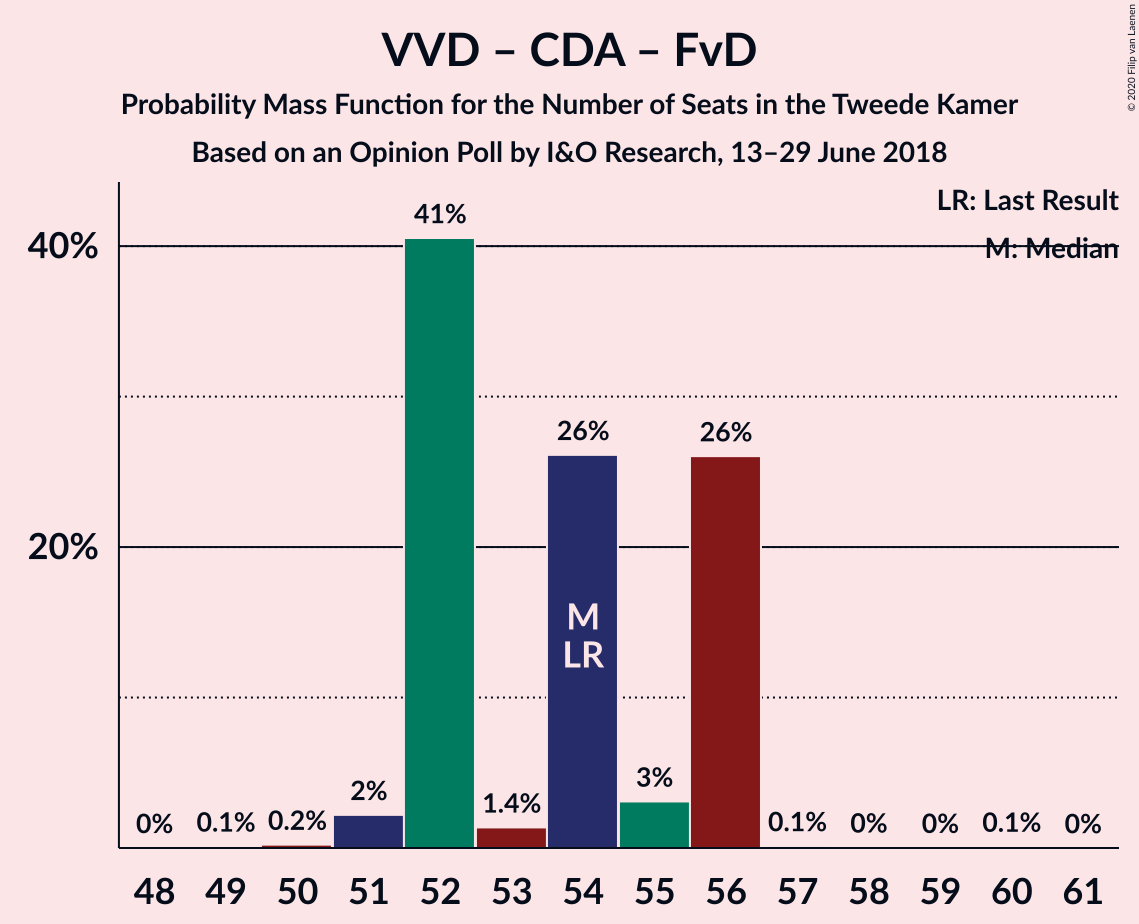 VVD – CDA – FvD
Probability Mass Function for the Number of Seats in the Tweede Kamer
Based on an Opinion Poll by I&O Research, 13–29 June 2018
© 2020 Filip van Laenen
LR: Last Result
M: Median
40%
20%
0% 0.1% 0.2% 2% 41% 1.4% 26% 3% 26% 0.1% 0% 0% 0.1% 0%
M
LR
48 49 50 51 52 53 54 55 56 57 58 59 60 61